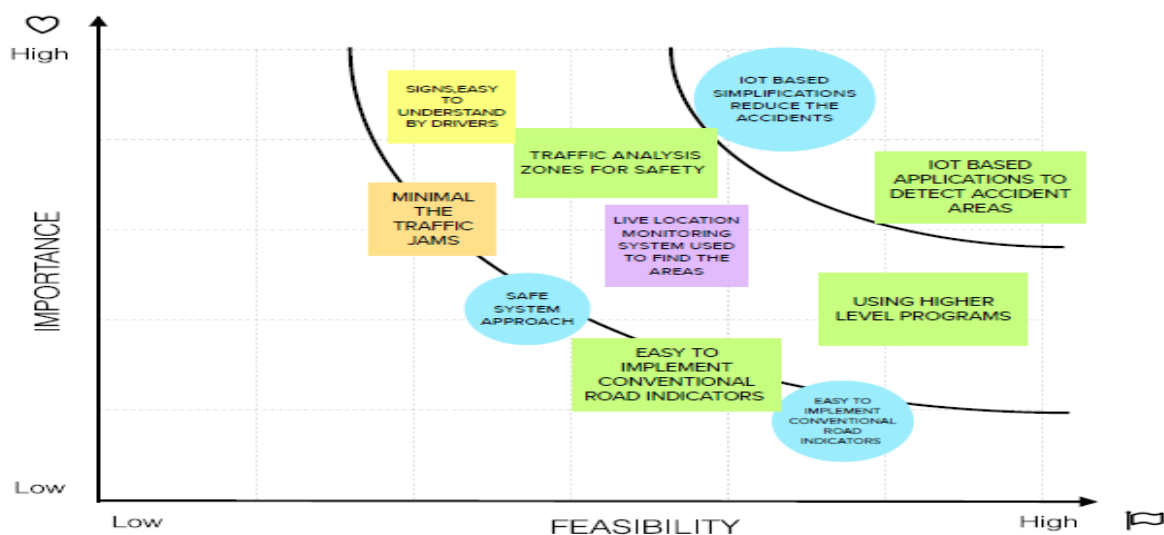 High
SIGNS,EASY
TO
UNDERSTAND
BY DRIVERS
IOT BASED
SIMPLIFICATIONS
REDUCE THE
ACCIDENTS
TRAFFIC ANALYSIS
ZONES FOR SAFETY
IOT BASED
APPLICATIONS TO
DETECT ACCIDENT
AREAS
MINIMAL
THE
TRAFFIC
JAMS
LIVE LOCATION
MONITORING
SYSTEM USED
TO FIND THE
AREAS
IMPORTANCE
SAFE
SYSTEM
APPROACH
USING HIGHER
LEVEL PROGRAMS
EASY TO
IMPLEMENT
CONVENTIONAL
ROAD INDICATORS
EASY TO
IMPLEMENT
CONVENTIONAL
ROAD
INDICATORS
Low
Low
FEASIBILITY
High